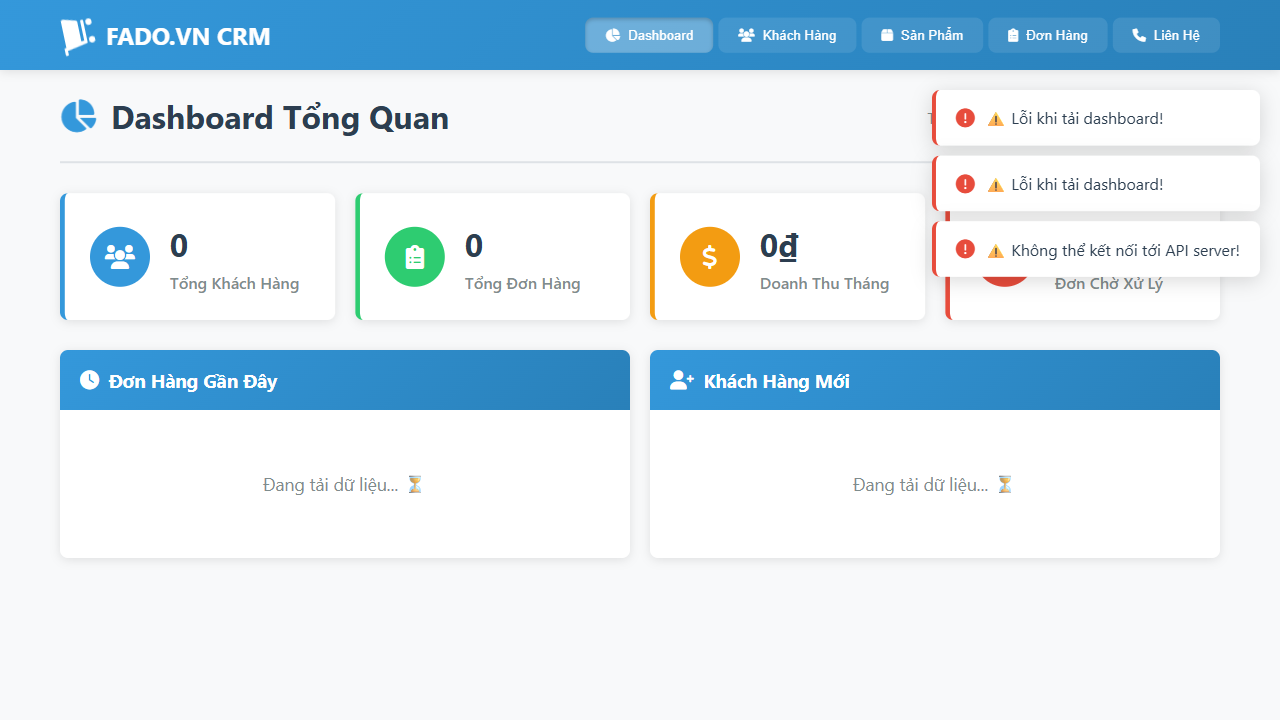 FADO.VN CRM
Dashboard
Khách Hàng
Sản Phẩm
Đơn Hàng
Liên Hệ
Dashboard Tổng Quan
⚠️ Lỗi khi tải dashboard!
⚠️ Lỗi khi tải dashboard!
⚠️ Không thể kết nối tới API server!
0
Tổng Khách Hàng
0
Tổng Đơn Hàng
0₫
Doanh Thu Tháng
Đơn Chờ Xử Lý
Đơn Hàng Gần Đây
Đang tải dữ liệu... ⏳
Khách Hàng Mới
Đang tải dữ liệu... ⏳